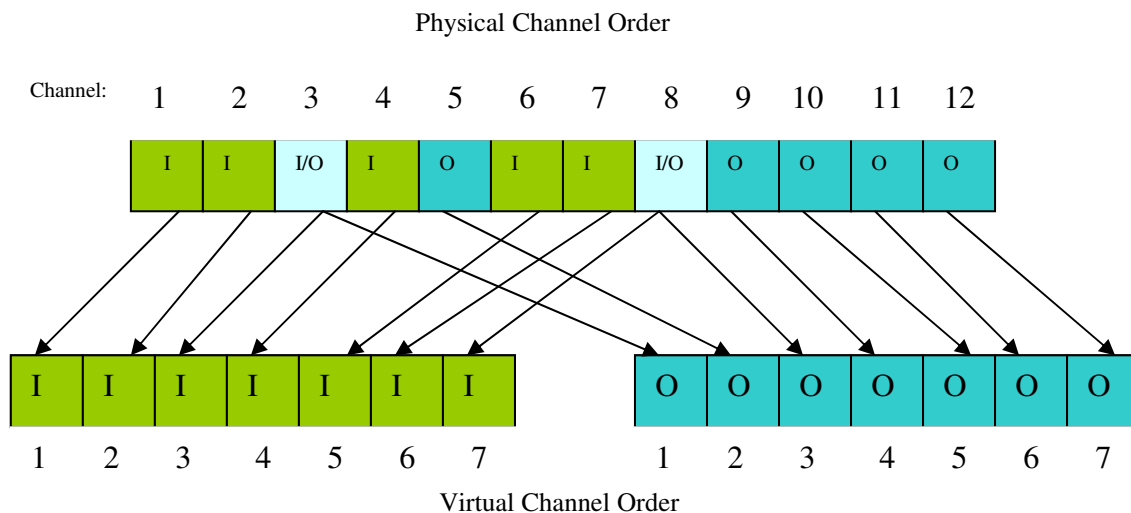 Physical Channel Order
Channel: 1 2 3 4 5 6 7 8 9 10 11 12
I I I/O I O I I I/O O O O O
I I I I I I I O O O O O O O
1 2 3 4 5 6 7 1 2 3 4 5 6 7
Virtual Channel Order